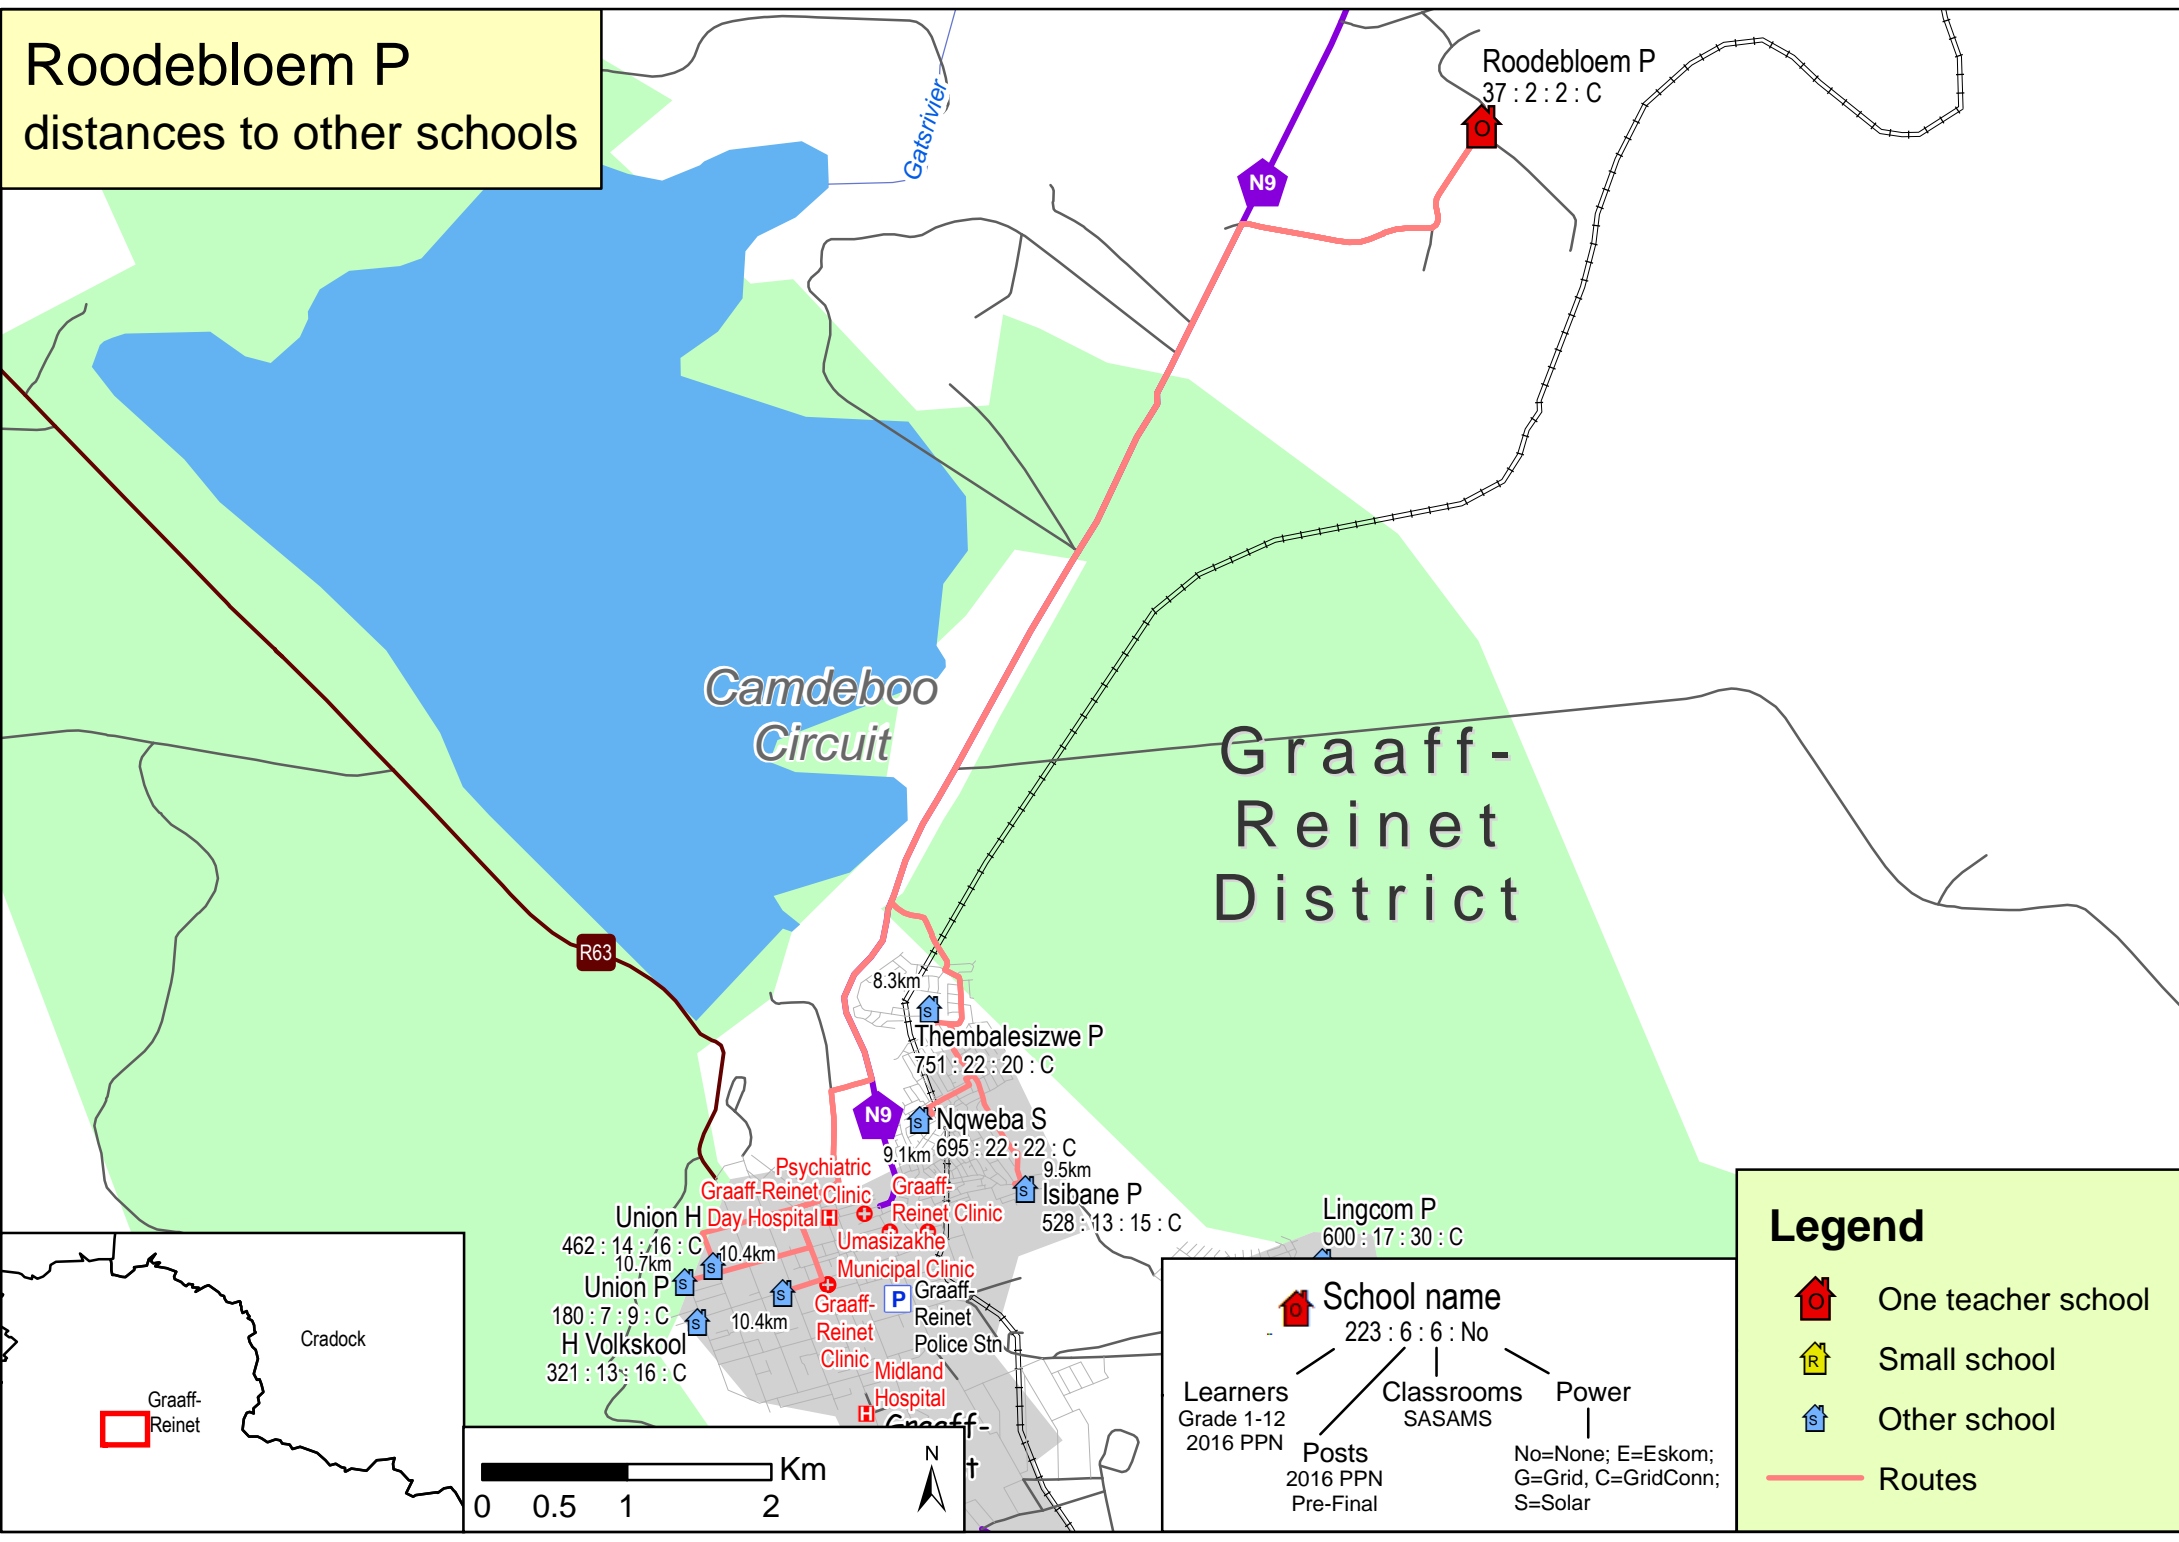 Roodebloem P
distances to other schools
Gatsrivier
N9
Roodebloem P
37 : 2 : 2 : C
O
Camdeboo
Circuit
Graaff-
Reinet
District
R63
8.3km
S
Thembalesizwe P
751 : 22 : 20 : C
N9
S
Nqweba S
695 : 22 : 22 : C
9.1km
9.5km
S
Isibane P
528 : 13 : 15 : C
Psychiatric
Clinic
Graaff-Reinet
Day Hospital
H
Graaff-
Reinet Clinic
Umasizakhe
Municipal Clinic
Union H
462 : 14 : 16 : C
10.4km
S
10.7km
S
Union P
180 : 7 : 9 : C
S
H Volkskool
321 : 13 : 16 : C
S
10.4km
Graaff-
Reinet
Clinic
P
Graaff-
Reinet
Police Stn
Midland
Hospital
H
Graaff-
t
Lingcom P
600 : 17 : 30 : C
Cradock
Graaff-
Reinet
Km
0 0.5 1 2
N
O
School name
223 : 6 : 6 : No
Learners
Grade 1-12
2016 PPN
Posts
2016 PPN
Pre-Final
Classrooms
SASAMS
Power
No=None; E=Eskom;
G=Grid, C=GridConn;
S=Solar
Legend
O
One teacher school
R
Small school
S
Other school
Routes